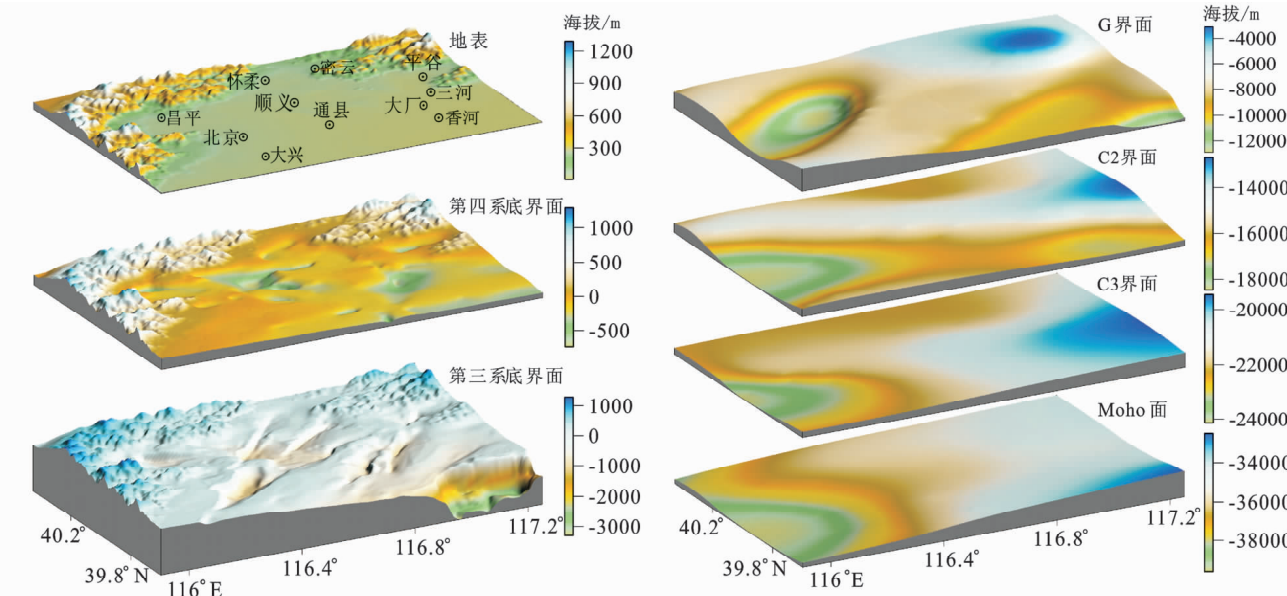 海拔/m
地表
1200
900
600
300
密云
平谷
怀柔
三河
顺义
大厂
通县
香河
昌平
北京
大兴
第四系底界面
1000
500
0
-500
第三系底界面
1000
0
-1000
-2000
-3000
40.2°
39.8°N
116°E
116.4°
116.8°
117.2°
海拔/m
G界面
-4000
-6000
-8000
-10000
-12000
C2界面
-14000
-16000
-18000
C3界面
-20000
-22000
-24000
Moho面
-34000
-36000
-38000
40.2°
39.8°N
116°E
116.4°
116.8°
117.2°